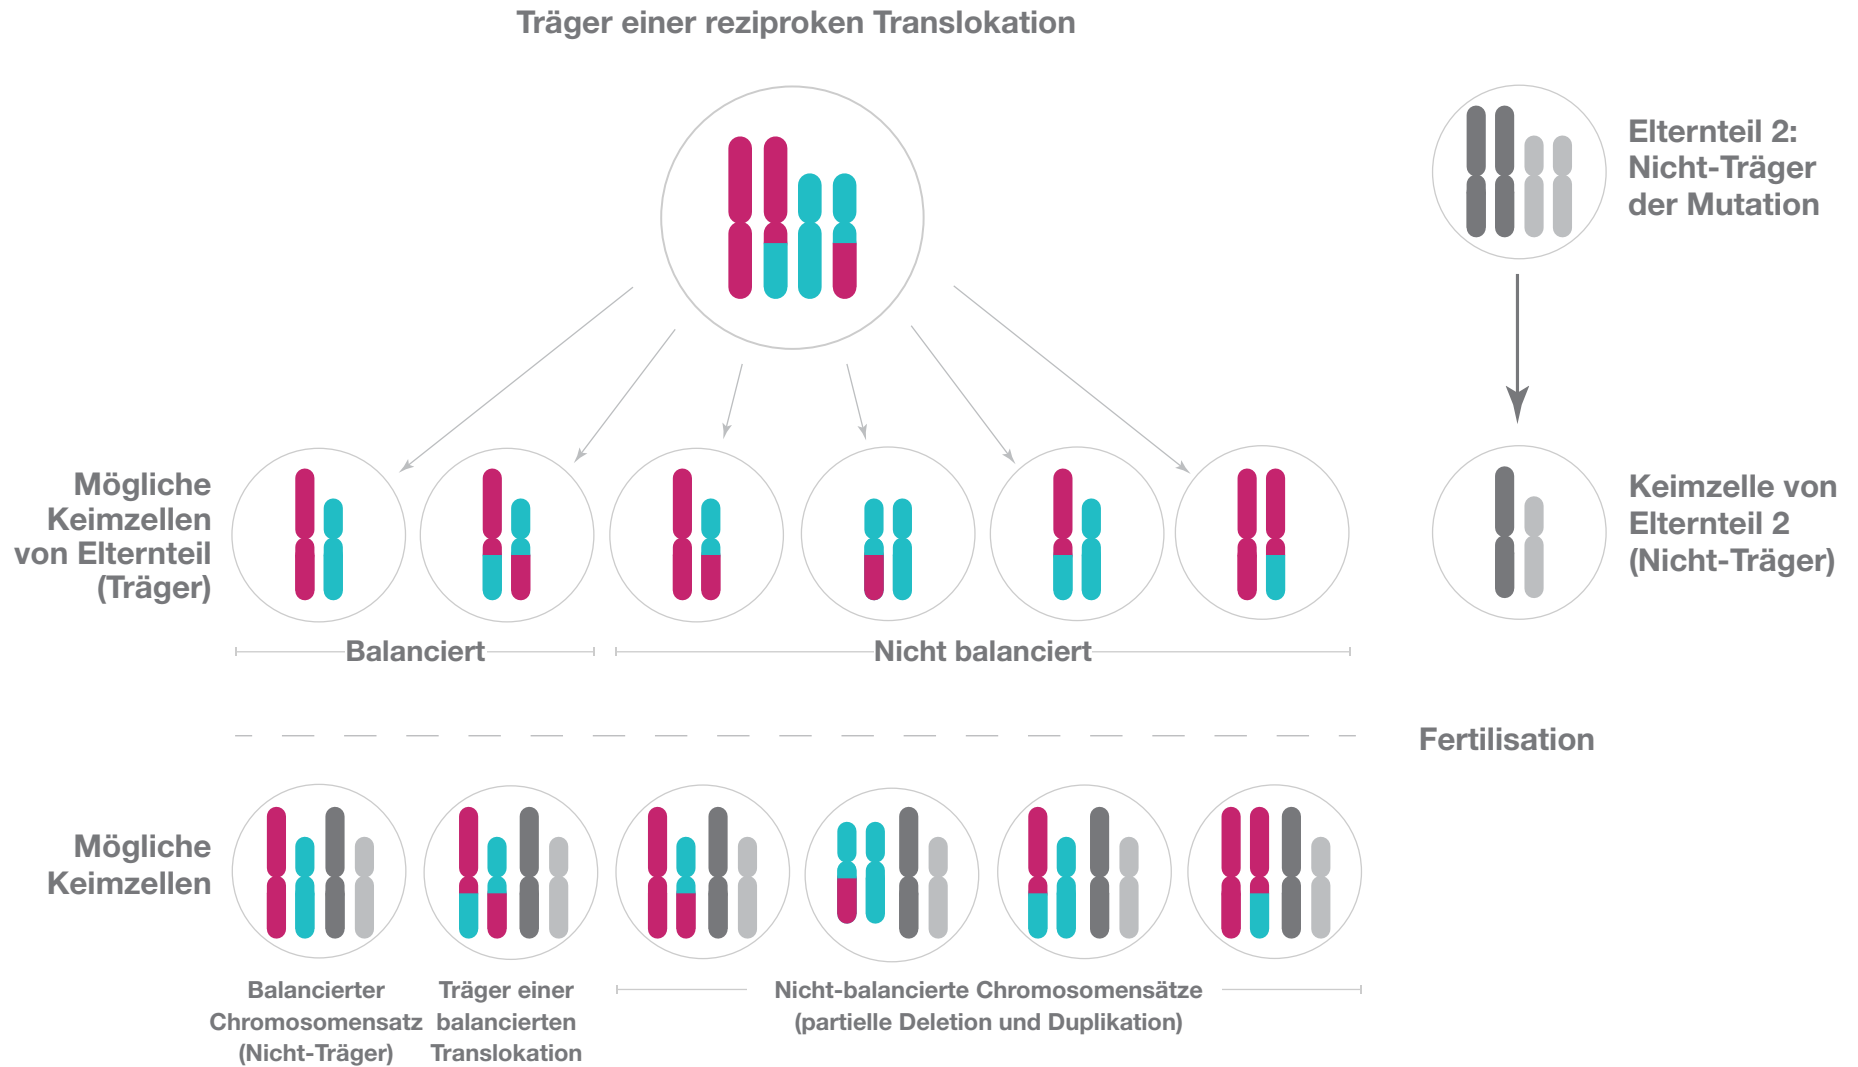 Träger einer reziproken Translokation
Elternteil 2:
Nicht-Träger
der Mutation
Mögliche
Keimzellen
von Elternteil
(Träger)
Keimzelle von
Elternteil 2
(Nicht-Träger)
Balanciert
Nicht balanciert
Fertilisation
Mögliche
Keimzellen
Balancierter
Chromosomensatz
(Nicht-Träger)
Träger einer
balancierten
Translokation
Nicht-balancierte Chromosomensätze
(partielle Deletion und Duplikation)